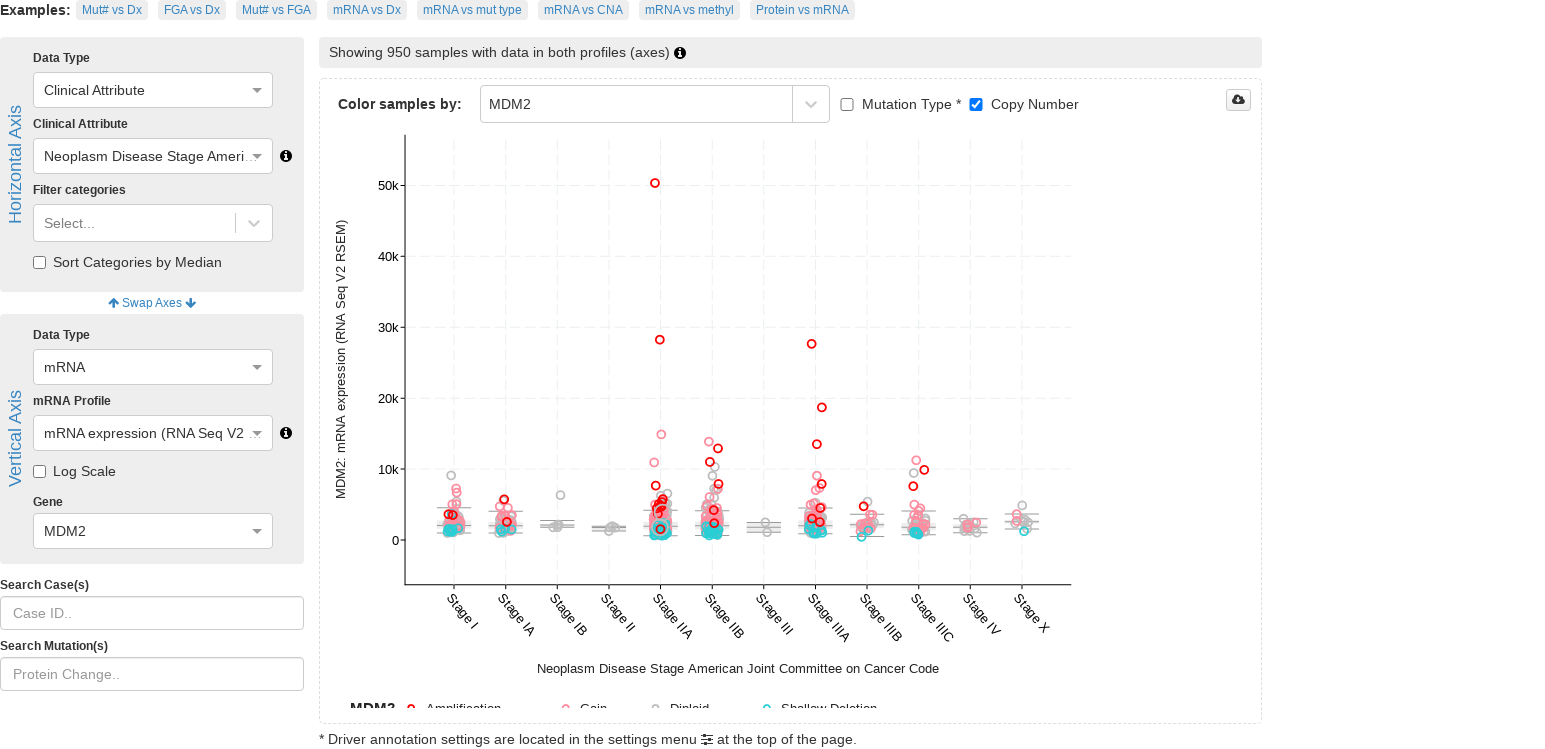 Examples: Mut# vs Dx FGA vs Dx Mut# vs FGA mRNA vs Dx mRNA vs mut type mRNA vs CNA mRNA vs methyl Protein vs mRNA
Horizontal Axis
Data Type
Clinical Attribute
Clinical Attribute
Neoplasm Disease Stage Ameri...
Filter categories
Select...
Sort Categories by Median
Swap Axes
Vertical Axis
Data Type
mRNA
mRNA Profile
mRNA expression (RNA Seq V2 ...
Log Scale
Gene
MDM2
Search Case(s)
Case ID..
Search Mutation(s)
Protein Change..
Showing 950 samples with data in both profiles (axes)
Color samples by: MDM2 Mutation Type * Copy Number
MDM2: mRNA expression (RNA Seq V2 RSEM)
50k
40k
30k
20k
10k
0
Stage I
Stage IA
Stage IB
Stage II
Stage IIA
Stage IIB
Stage III
Stage IIIA
Stage IIIB
Stage IIIC
Stage IV
Stage X
Neoplasm Disease Stage American Joint Committee on Cancer Code
MDM2 Amplification Gain Diploid Shallow Deletion
* Driver annotation settings are located in the settings menu at the top of the page.